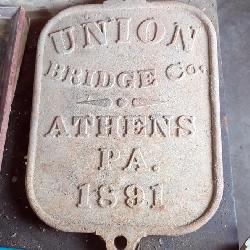 UNION
BRIDGE Co.
ATHENS
PA.
1891